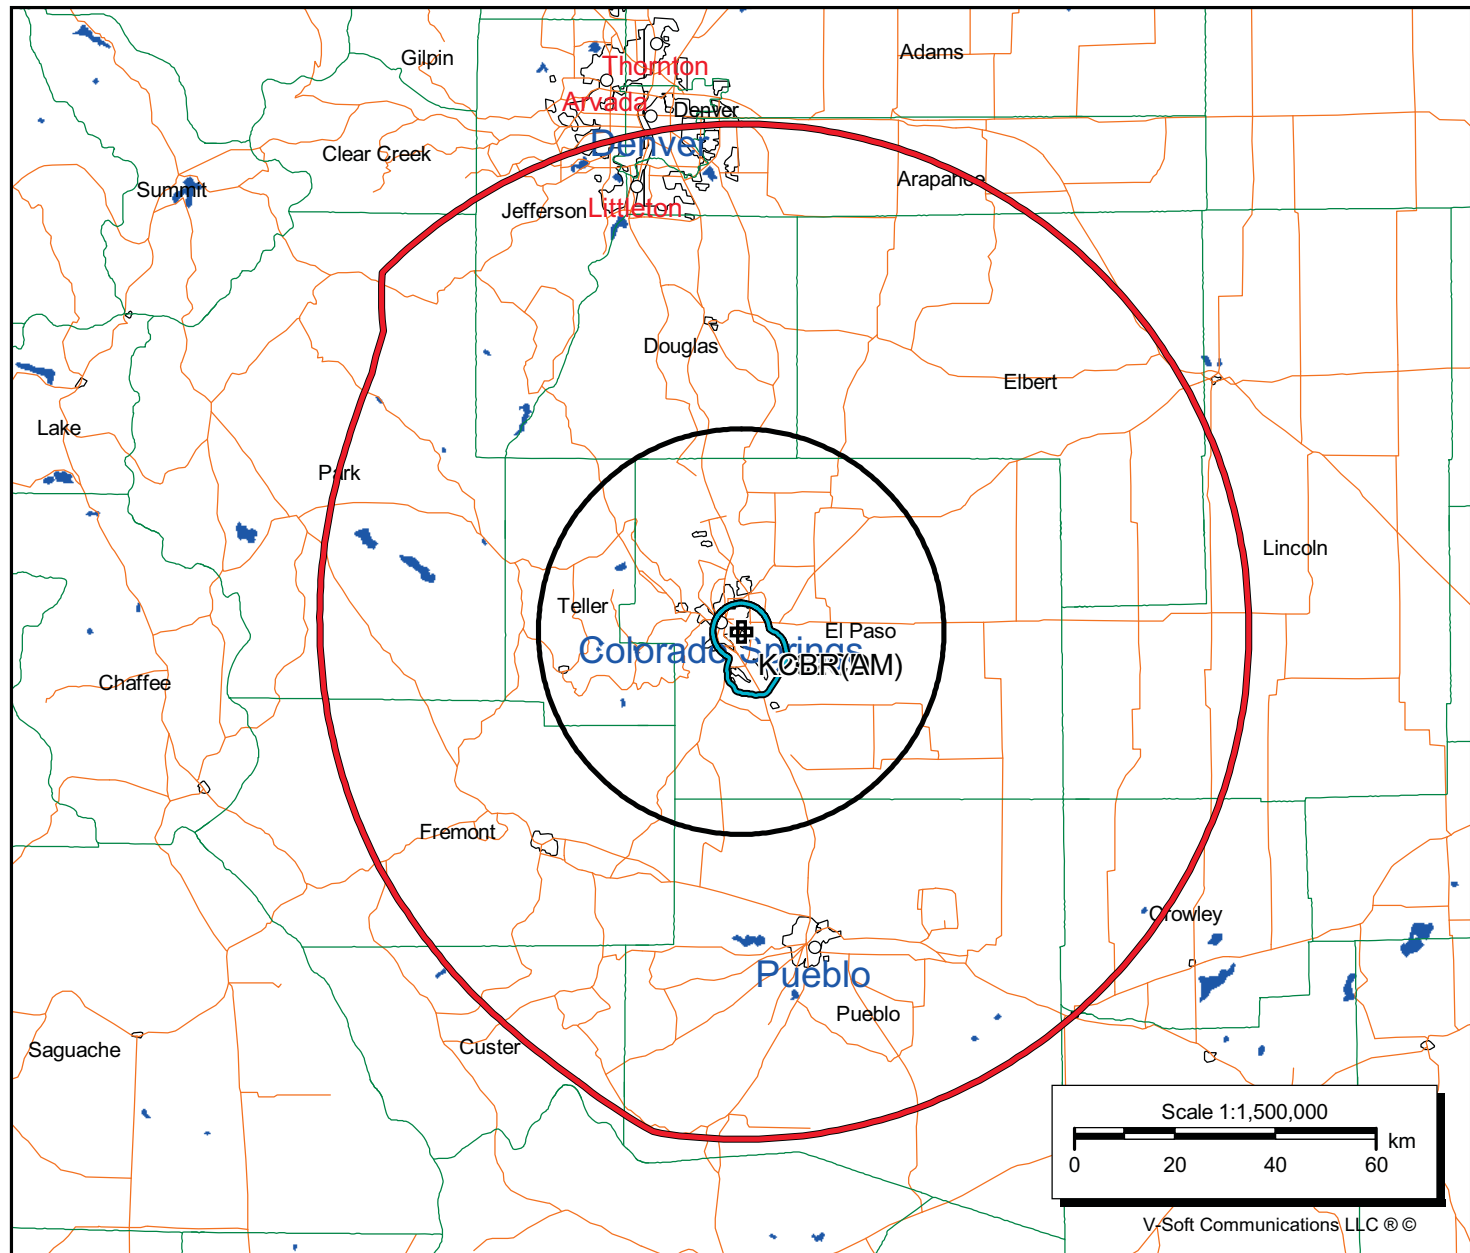 Gilpin
Adams
Thornton
Arvada
Denver
Denver
Clear Creek
Summit
Arapahoe
Jefferson
Littleton
Douglas
Elbert
Lake
Park
Lincoln
Teller
El Paso
Colorado Springs
KCBR(AM)
Chaffee
Fremont
Crowley
Pueblo
Pueblo
Custer
Saguache
Scale 1:1,500,000
km
0 20 40 60
V-Soft Communications LLC ® ©